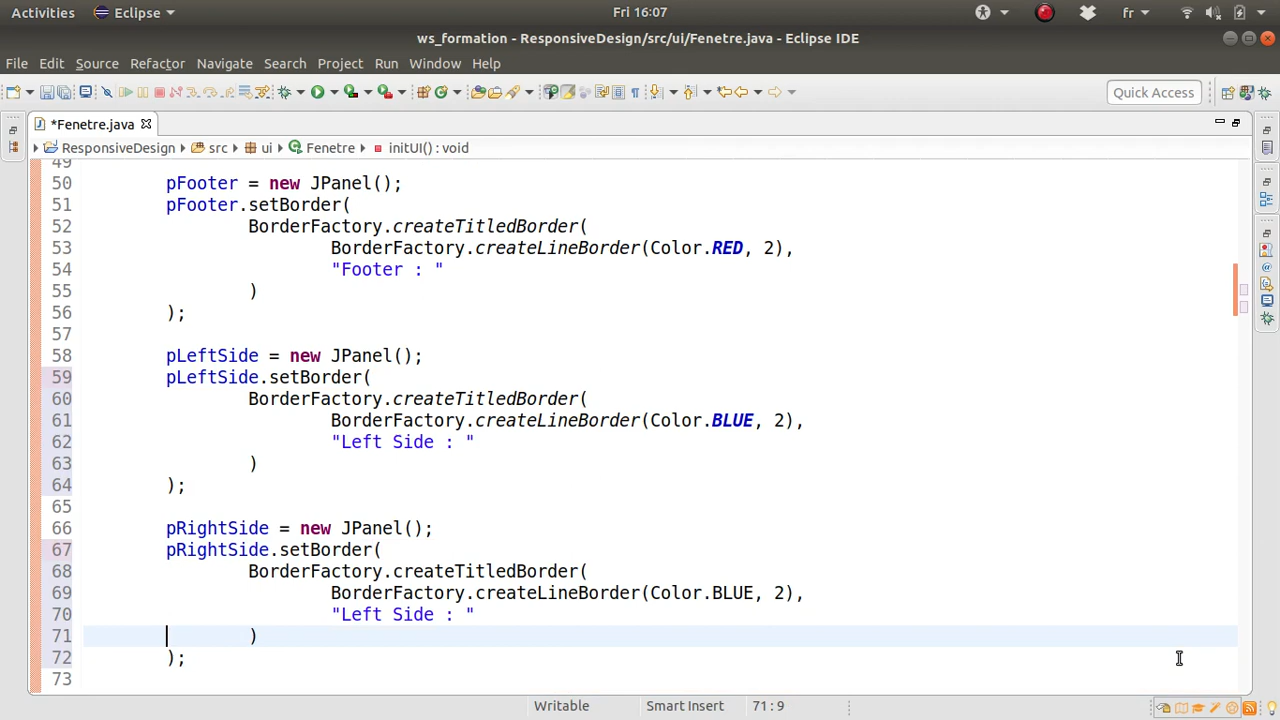 Activities Eclipse Fri 16:07 fr
ws_formation - ResponsiveDesign/src/ui/Fenetre.java - Eclipse IDE
File Edit Source Refactor Navigate Search Project Run Window Help
Quick Access
*Fenetre.java
ResponsiveDesign src ui Fenetre initUI() : void
49
50 pFooter = new JPanel();
51 pFooter.setBorder(
52 BorderFactory.createTitledBorder(
53 BorderFactory.createLineBorder(Color.RED, 2),
54 "Footer : "
55 )
56 );
57
58 pLeftSide = new JPanel();
59 pLeftSide.setBorder(
60 BorderFactory.createTitledBorder(
61 BorderFactory.createLineBorder(Color.BLUE, 2),
62 "Left Side : "
63 )
64 );
65
66 pRightSide = new JPanel();
67 pRightSide.setBorder(
68 BorderFactory.createTitledBorder(
69 BorderFactory.createLineBorder(Color.BLUE, 2),
70 "Left Side : "
71 )
72 );
73
Writable Smart Insert 71 : 9